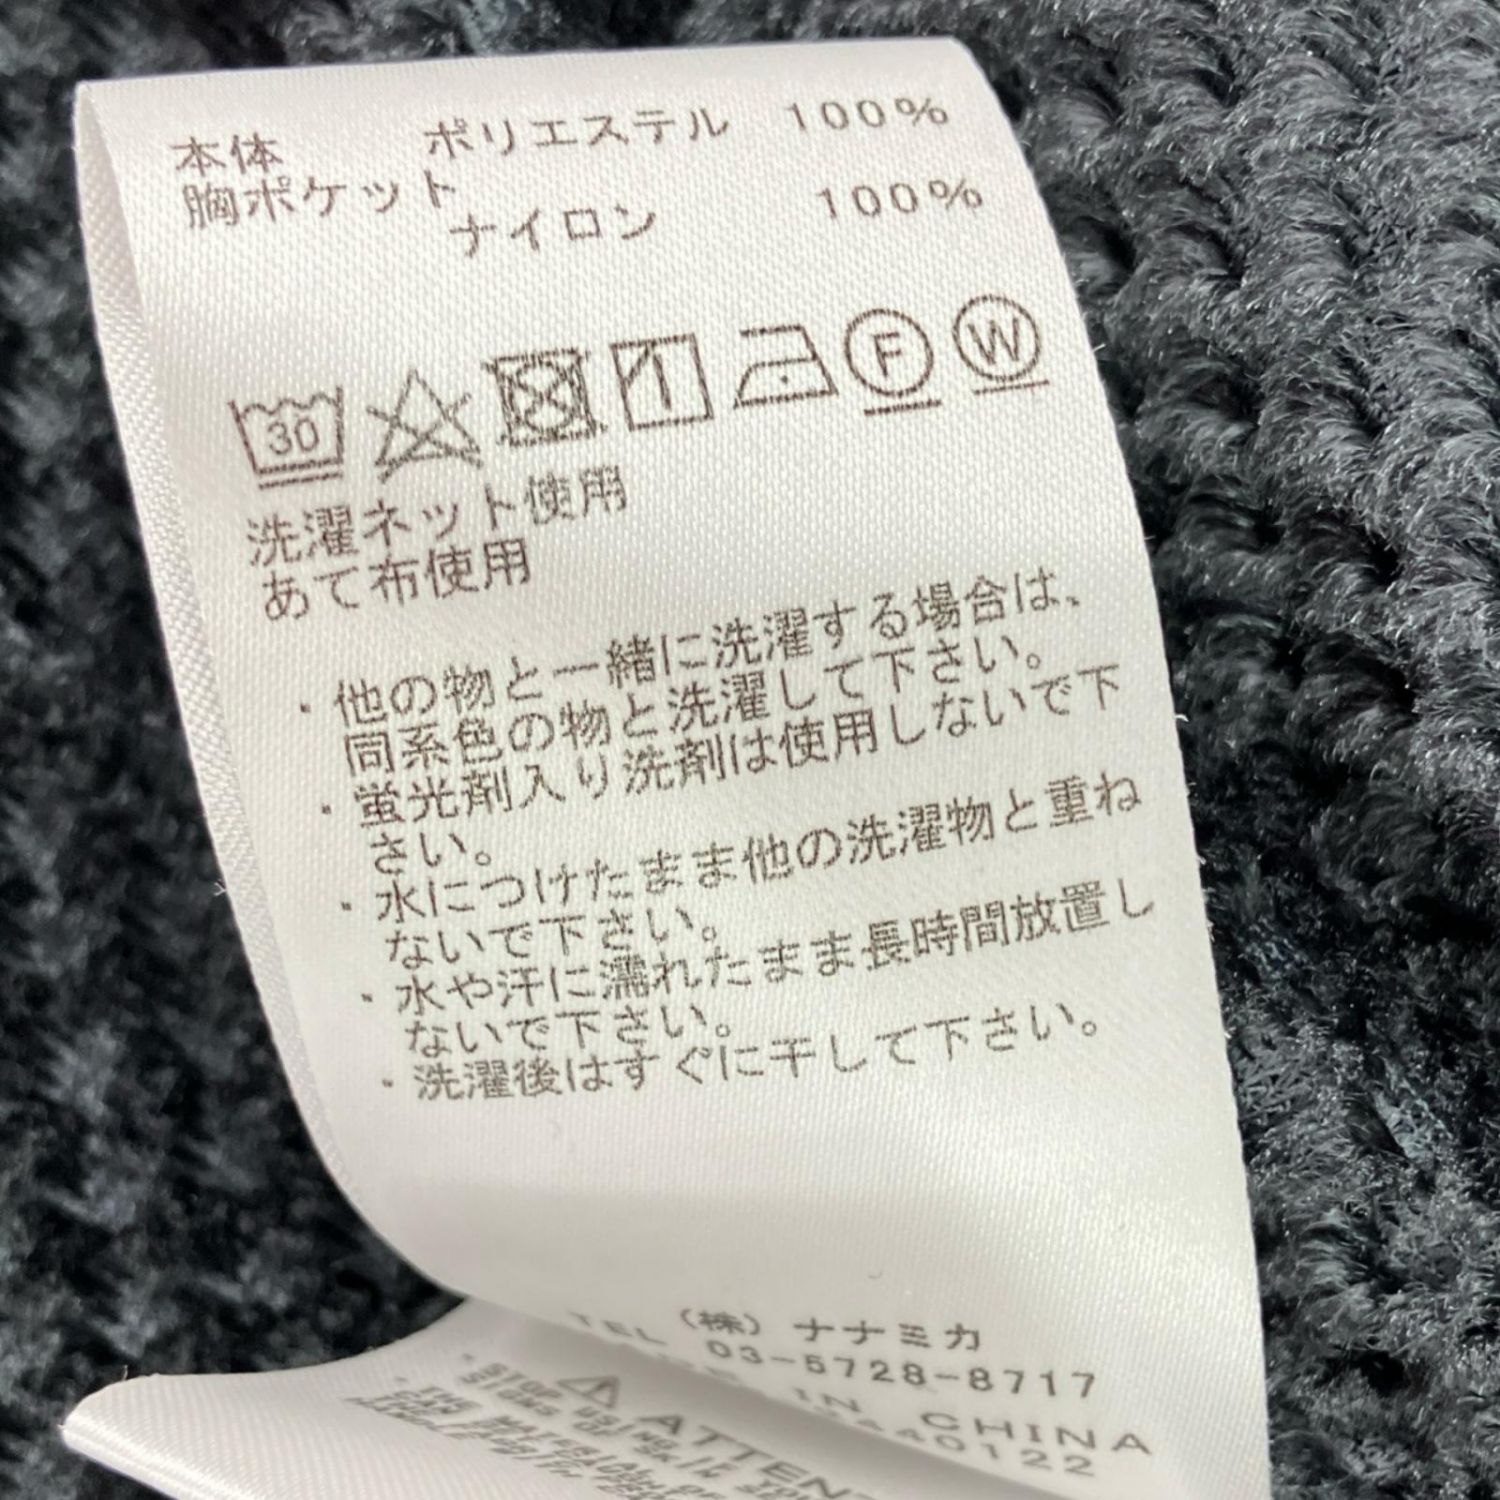 本体 ポリエステル 100%
胸ポケット
ナイロン 100%
30 F W
洗濯ネット使用
あて布使用
・他の物と一緒に洗濯する場合は、
同系色の物と洗濯して下さい。
・蛍光剤入り洗剤は使用しないで下
さい。
・水につけたまま他の洗濯物と重ね
ないで下さい。
・水や汗に濡れたまま長時間放置し
ないで下さい。
・洗濯後はすぐに干して下さい。
(株) ナナミカ
TEL 03-5728-8717
IN CHINA
40122